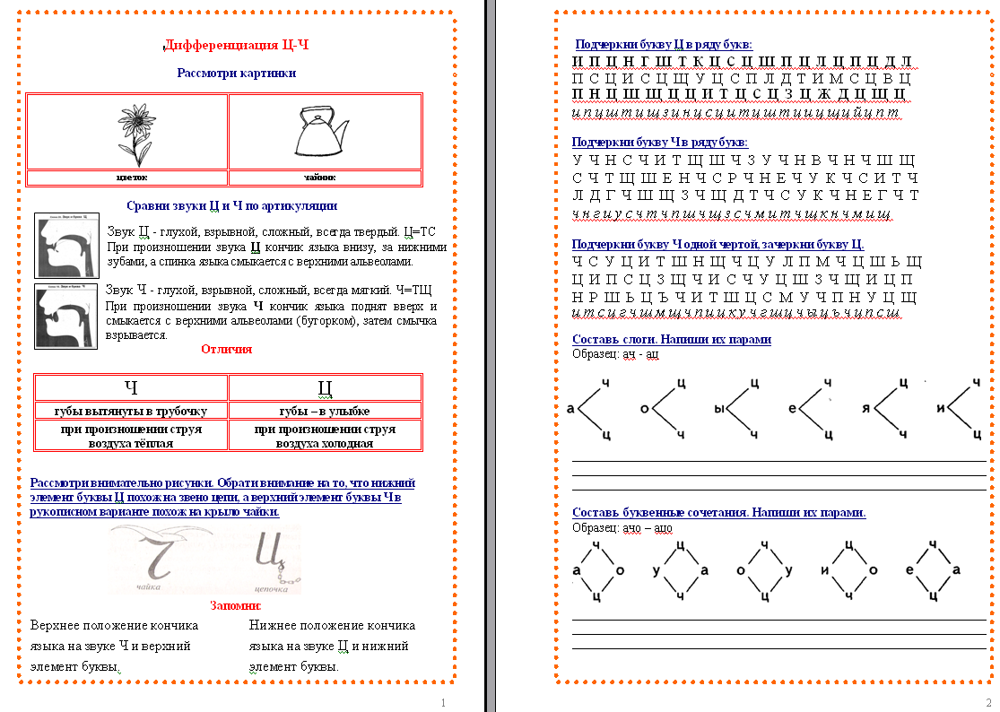 Дифференциация Ц-Ч
Рассмотри картинки
цветок
чайник
Сравни звуки Ц и Ч по артикуляции
Звук Ц - глухой, взрывной, сложный, всегда твердый. Ц=ТС
При произношении звука Ц кончик языка внизу, за нижними
зубами, а спинка языка смыкается с верхними альвеолами.
Звук Ч - глухой, взрывной, сложный, всегда мягкий. Ч=ТЩ
При произношении звука Ч кончик языка поднят вверх и
смыкается с верхними альвеолами (бугорком), затем смычка
взрывается.
Отличия
Ч
Ц
губы вытянуты в трубочку
губы – в улыбке
при произношении струя
воздуха тёплая
при произношении струя
воздуха холодная
Рассмотри внимательно рисунки. Обрати внимание на то, что нижний
элемент буквы Ц похож на звено цепи, а верхний элемент буквы Ч в
рукописном варианте похож на крыло чайки.
Ч
Ц
чайка
цепочка
Запомни:
Верхнее положение кончика
языка на звуке Ч и верхний
элемент буквы.
Нижнее положение кончика
языка на звуке Ц и нижний
элемент буквы.
1
Подчеркни букву Ц в ряду букв:
И П Ц Н Г Ш Т К Ц С Ц Ш П Ц Л Ц П Ц Д Л
П С Ц И С Ц Щ У Ц С П Л Д Т И М С Ц В Ц
П Н Ц Ш Щ Ц Ц И Т Ц С Ц З Ц Ж Д Ц Щ Ц
и п ц ш т ц щ з и н ц с ц и т ц ш т ц и ц щ ц й ц п т
Подчеркни букву Ч в ряду букв:
У Ч Н С Ч И Т Щ Ш Ч З У Ч Н В Ч Н Ч Ш Щ
С Ч Т Щ Ш Е Н Ч С Р Ч Н Е Ч У К Ч С И Т Ч
Л Д Г Ч Ш Щ З Ч Щ Д Т Ч С У К Ч Н Е Г Ч Т
ч н г и у с ч т ч п ш ч щ з с ч м и т ч щ к н ч м и щ
Подчеркни букву Ч одной чертой, зачеркни букву Ц.
Ч С У Ц И Т Ш Н Щ Ч Ц У Л П М Ч Ц Ш Ь Щ
Ц И П С Ц З Щ Ч И С Ч У Ц Ш З Ч Щ И Ц П
Н Р Ш Ь Ц Ъ Ч И Т Ш Ц С М У Ч П Н У Ц Щ
и т с ц г ч ш м щ ч п и ц к у ч г ш ц ч ы ц ъ ч ц п с ш
Составь слоги. Напиши их парами
Образец: ач - ац
ч ц ц ч ц ч
а о ы е я и
ц ч ч ц ч ц
Составь буквенные сочетания. Напиши их парами.
Образец: ачо – ацо
ч ц ч ц ч
а о у а о у и о е а
ц ч ц ч ц
2